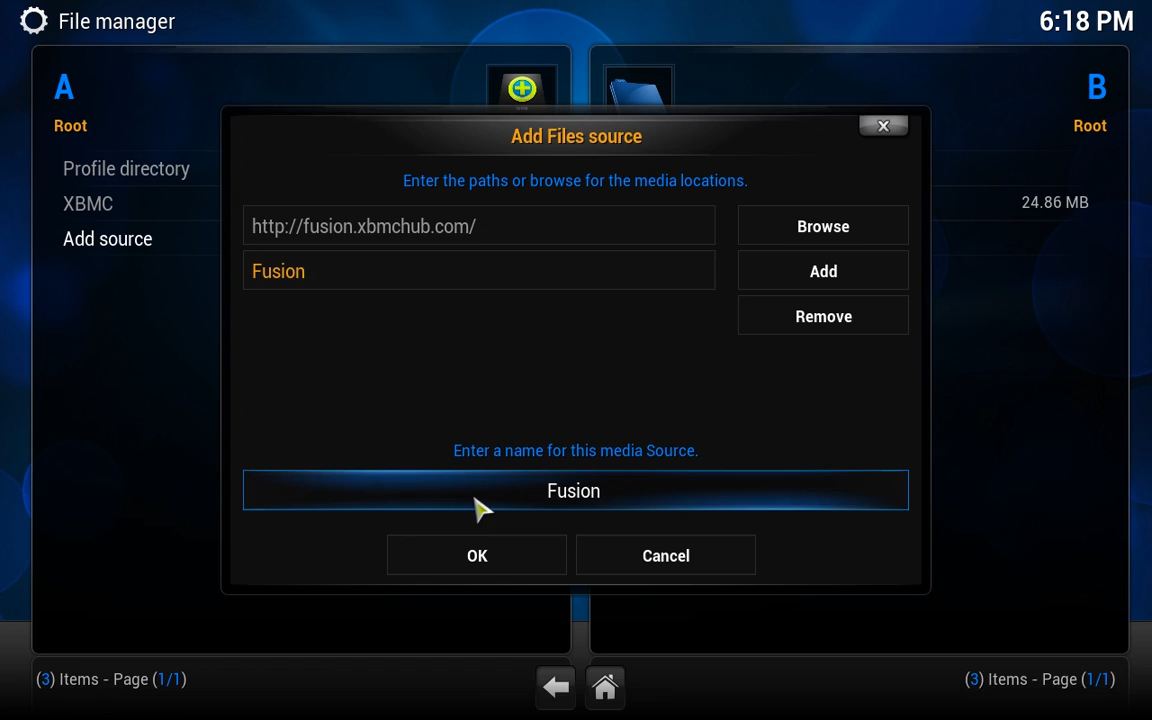 File manager
6:18 PM
A
B
Root
Root
Profile directory
XBMC
24.86 MB
Add source
Add Files source
Enter the paths or browse for the media locations.
http://fusion.xbmchub.com/
Browse
Fusion
Add
Remove
Enter a name for this media Source.
Fusion
OK
Cancel
(3) Items - Page (1/1)
(3) Items - Page (1/1)